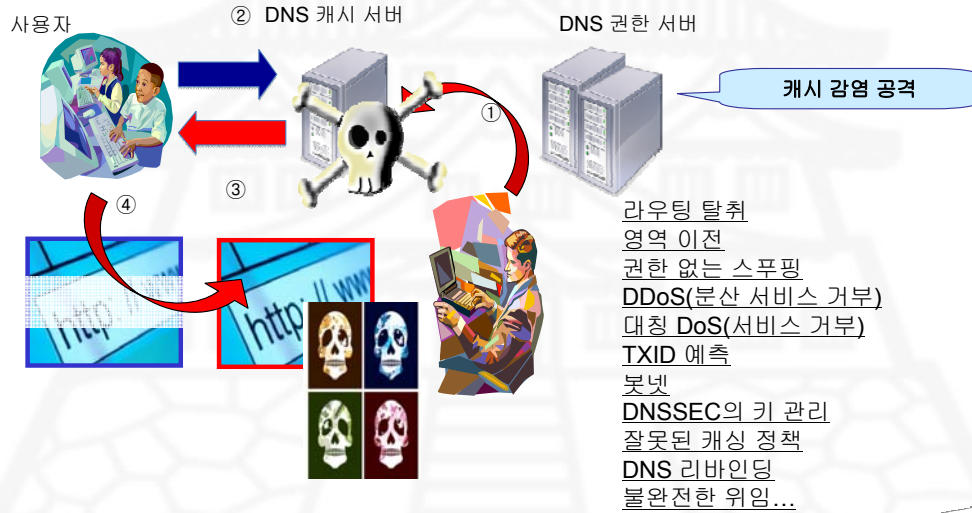 사용자
② DNS 캐시 서버
DNS 권한 서버
캐시 감염 공격
①
③
④
http://www
http://www
라우팅 탈취
영역 이전
권한 없는 스푸핑
DDoS(분산 서비스 거부)
대칭 DoS(서비스 거부)
TXID 예측
봇넷
DNSSEC의 키 관리
잘못된 캐싱 정책
DNS 리바인딩
불완전한 위임...